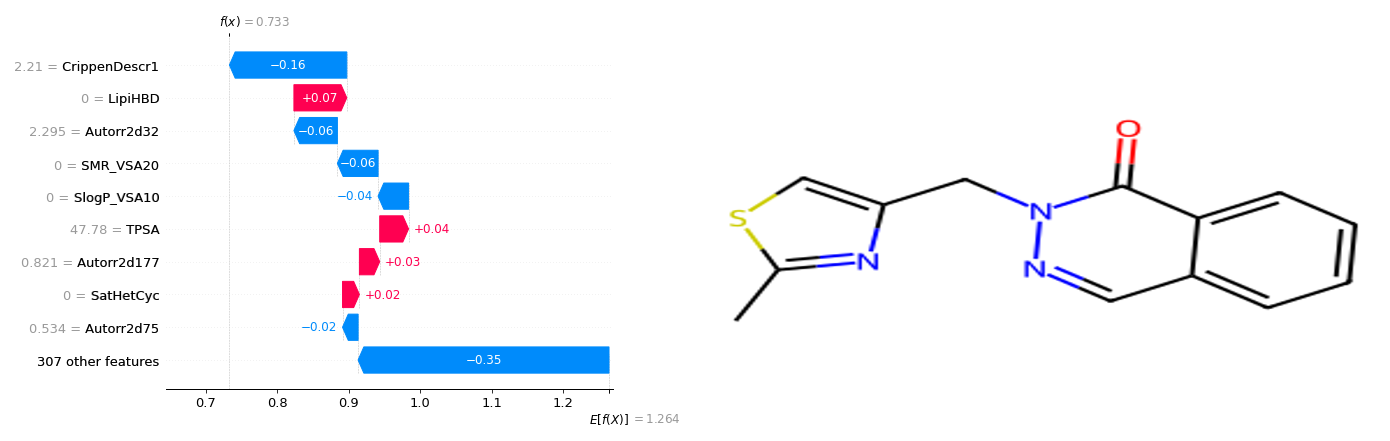 f(x) = 0.733
2.21 = CrippenDescr1
−0.16
0 = LipiHBD
+0.07
2.295 = Autorr2d32
−0.06
0 = SMR_VSA20
−0.06
0 = SlogP_VSA10
−0.04
47.78 = TPSA
+0.04
0.821 = Autorr2d177
+0.03
0 = SatHetCyc
+0.02
0.534 = Autorr2d75
−0.02
307 other features
−0.35
0.7 0.8 0.9 1.0 1.1 1.2
E[f(X)] = 1.264
O
S
N
N
N